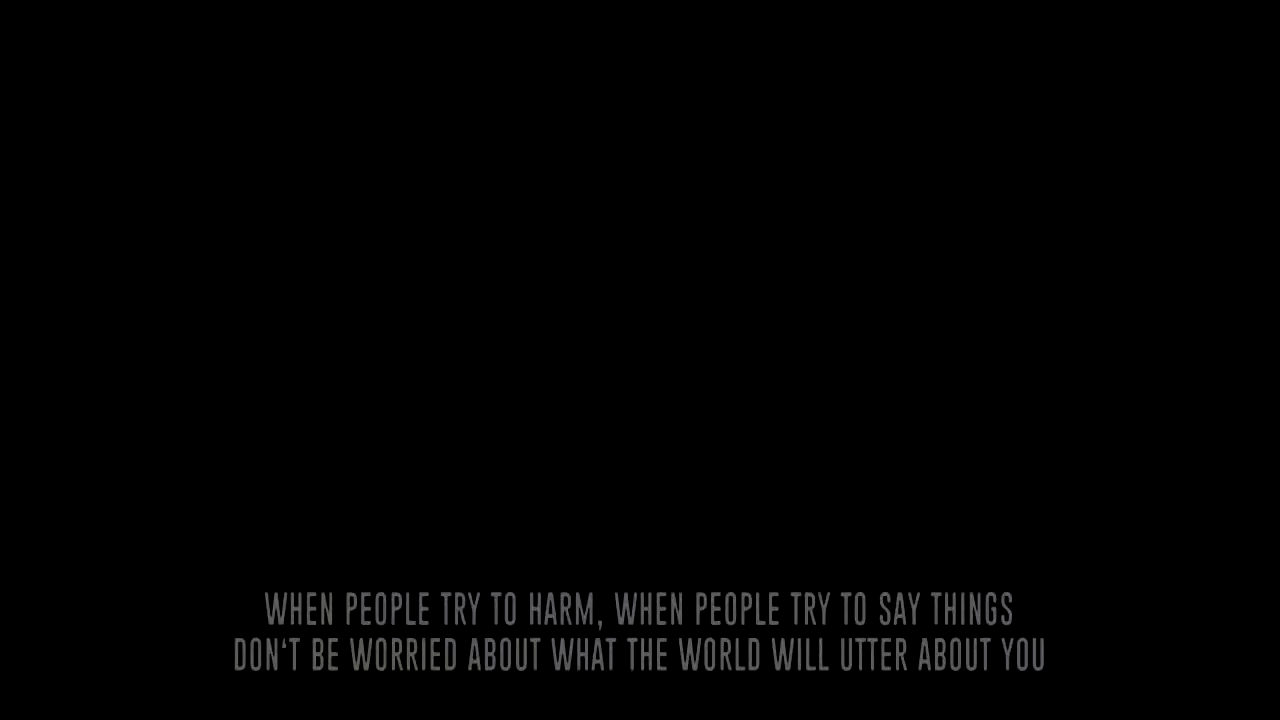 WHEN PEOPLE TRY TO HARM, WHEN PEOPLE TRY TO SAY THINGS
DON‘T BE WORRIED ABOUT WHAT THE WORLD WILL UTTER ABOUT YOU